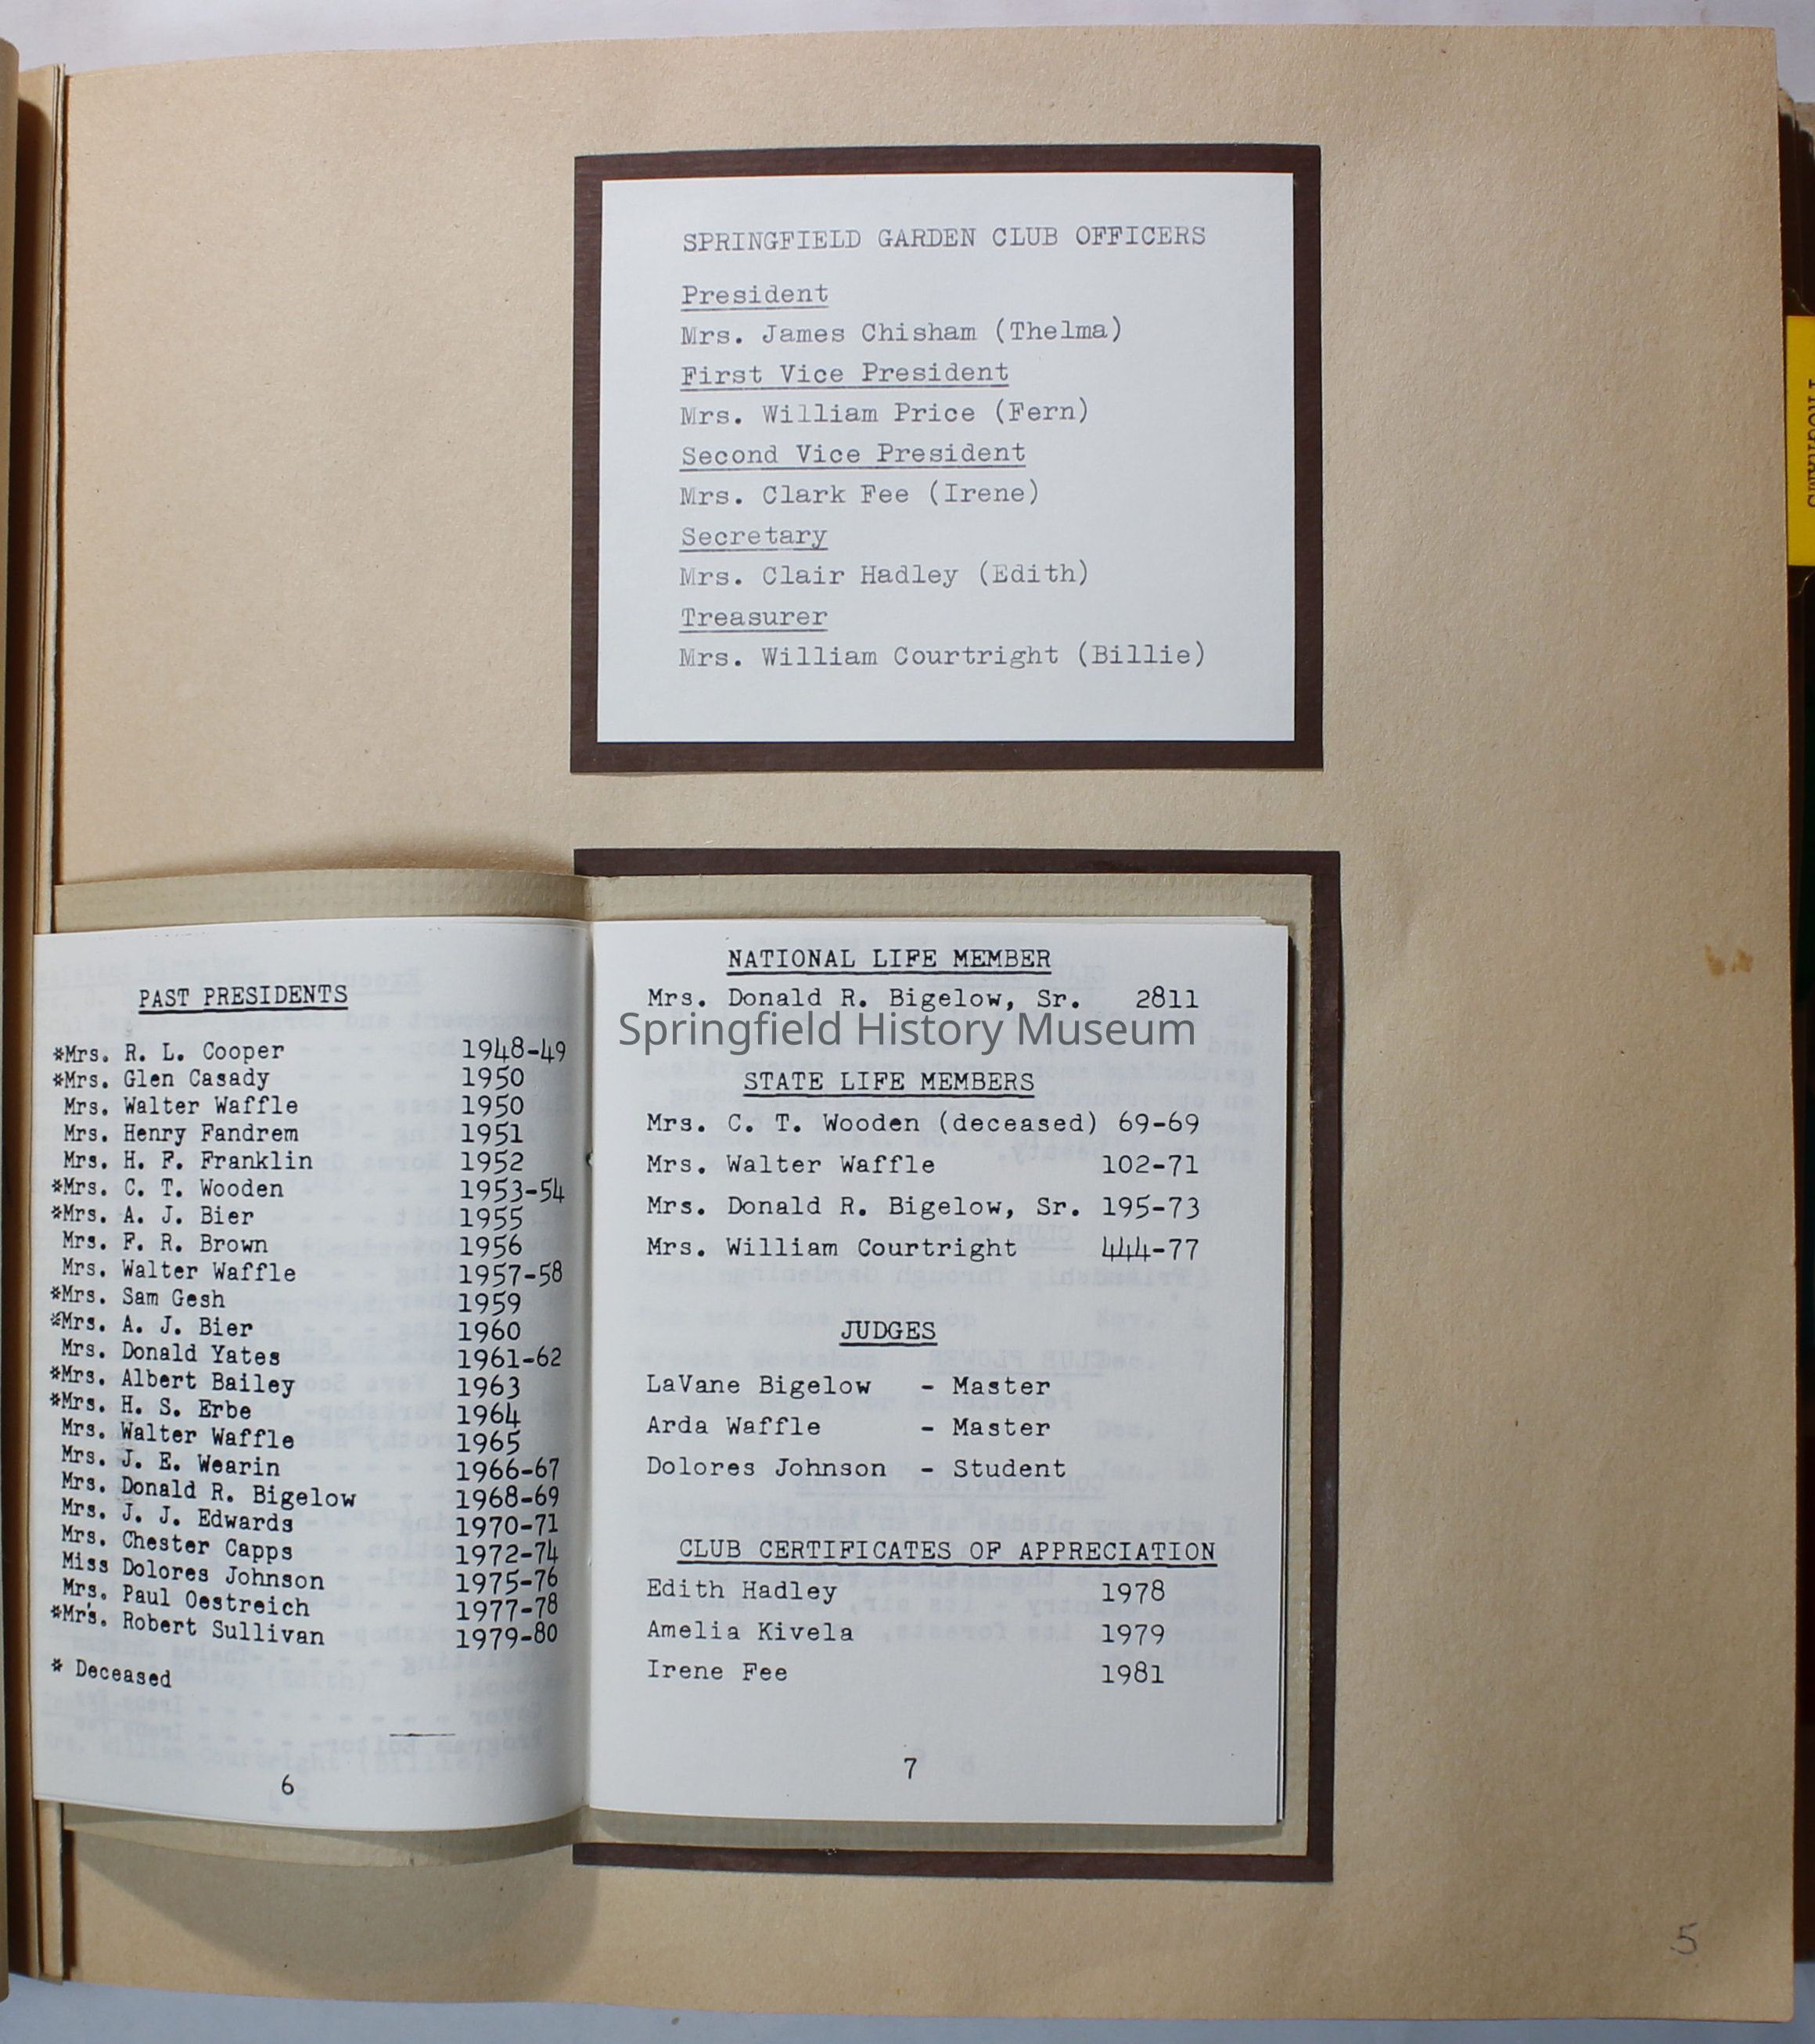 SPRINGFIELD GARDEN CLUB OFFICERS
President
Mrs. James Chisham (Thelma)
First Vice President
Mrs. William Price (Fern)
Second Vice President
Mrs. Clark Fee (Irene)
Secretary
Mrs. Clair Hadley (Edith)
Treasurer
Mrs. William Courtright (Billie)
PAST PRESIDENTS
*Mrs. R. L. Cooper 1948-49
*Mrs. Glen Casady 1950
Mrs. Walter Waffle 1950
Mrs. Henry Fandrem 1951
Mrs. H. F. Franklin 1952
*Mrs. C. T. Wooden 1953-54
*Mrs. A. J. Bier 1955
Mrs. F. R. Brown 1956
Mrs. Walter Waffle 1957-58
*Mrs. Sam Gesh 1959
*Mrs. A. J. Bier 1960
Mrs. Donald Yates 1961-62
*Mrs. Albert Bailey 1963
*Mrs. H. S. Erbe 1964
Mrs. Walter Waffle 1965
Mrs. J. E. Wearin 1966-67
Mrs. Donald R. Bigelow 1968-69
Mrs. J. J. Edwards 1970-71
Mrs. Chester Capps 1972-74
Miss Dolores Johnson 1975-76
Mrs. Paul Oestreich 1977-78
*Mrs. Robert Sullivan 1979-80
* Deceased
6
NATIONAL LIFE MEMBER
Mrs. Donald R. Bigelow, Sr. 2811
Springfield History Museum
STATE LIFE MEMBERS
Mrs. C. T. Wooden (deceased) 69-69
Mrs. Walter Waffle 102-71
Mrs. Donald R. Bigelow, Sr. 195-73
Mrs. William Courtright 444-77
JUDGES
LaVane Bigelow - Master
Arda Waffle - Master
Dolores Johnson - Student
CLUB CERTIFICATES OF APPRECIATION
Edith Hadley 1978
Amelia Kivela 1979
Irene Fee 1981
7
5